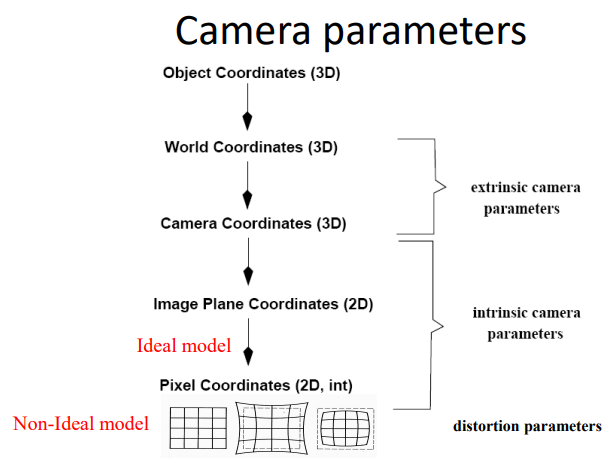 Camera parameters
Object Coordinates (3D)
World Coordinates (3D)
extrinsic camera
parameters
Camera Coordinates (3D)
Image Plane Coordinates (2D)
intrinsic camera
parameters
Ideal model
Pixel Coordinates (2D, int)
Non-Ideal model
distortion parameters